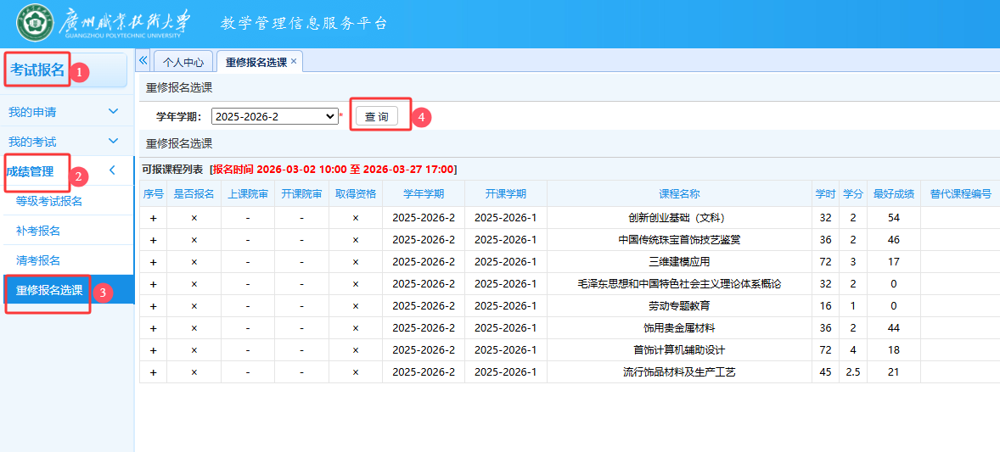 廣州職業技術大学 教学管理信息服务平台
GUANGZHOU POLYTECHNIC UNIVERSITY
考试报名 1
我的申请
我的考试
成绩管理 2
等级考试报名
补考报名
清考报名
重修报名选课 3
个人中心 重修报名选课 ×
重修报名选课
学年学期: 2025-2026-2 * 查 询 4
重修报名选课
可报课程列表 [报名时间 2026-03-02 10:00 至 2026-03-27 17:00]
序号 是否报名 上课院审 开课院审 取得资格 学年学期 开课学期 课程名称 学时 学分 最好成绩 替代课程编号
+ × - - × 2025-2026-2 2025-2026-1 创新创业基础（文科） 32 2 54
+ × - - × 2025-2026-2 2025-2026-1 中国传统珠宝首饰技艺鉴赏 36 2 46
+ × - - × 2025-2026-2 2025-2026-1 三维建模应用 72 3 17
+ × - - × 2025-2026-2 2025-2026-1 毛泽东思想和中国特色社会主义理论体系概论 32 2 0
+ × - - × 2025-2026-2 2025-2026-1 劳动专题教育 16 1 0
+ × - - × 2025-2026-2 2025-2026-1 饰用贵金属材料 36 2 44
+ × - - × 2025-2026-2 2025-2026-1 首饰计算机辅助设计 72 4 18
+ × - - × 2025-2026-2 2025-2026-1 流行饰品材料及生产工艺 45 2.5 21